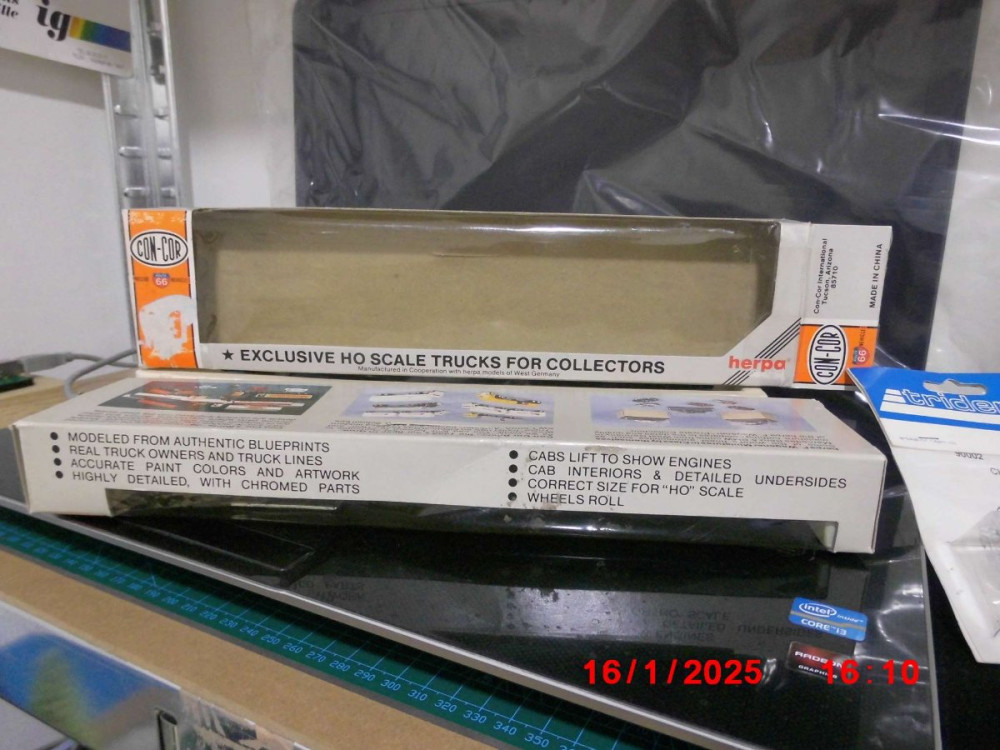 ig
CON-COR
66
★ EXCLUSIVE HO SCALE TRUCKS FOR COLLECTORS
Manufactured in Cooperation with herpa models of West Germany
herpa
Con-Cor International
Tucson, Arizona
85710
MADE IN CHINA
CON-COR
66
● MODELED FROM AUTHENTIC BLUEPRINTS
● REAL TRUCK OWNERS AND TRUCK LINES
● ACCURATE PAINT COLORS AND ARTWORK
● HIGHLY DETAILED, WITH CHROMED PARTS
● CABS LIFT TO SHOW ENGINES
● CAB INTERIORS & DETAILED UNDERSIDES
● CORRECT SIZE FOR "HO" SCALE
● WHEELS ROLL
90002
intel
CORE i3
230 240 250 260 270 280 290 300 310 320 330 340 350
16/1/2025 16:10